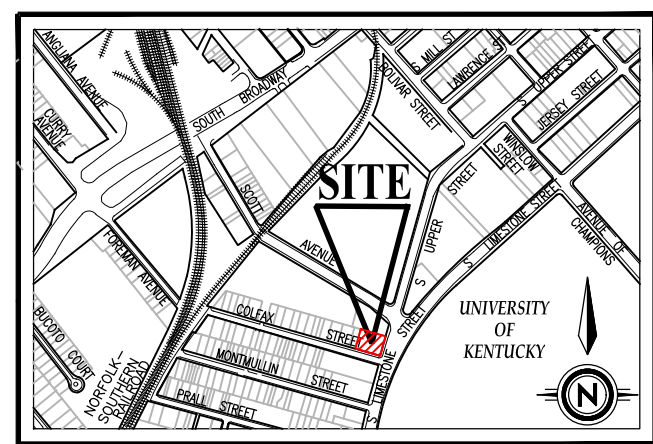 ANGLIANA
AVENUE
CURRY
AVENUE
SOUTH BROADWAY
BOLIVAR STREET
S MILL ST
LAWRENCE ST
S UPPER STREET
JERSEY STREET
WINSLOW
STREET
SCOTT
AVENUE
SITE
S UPPER STREET
S LIMESTONE STREET
AVENUE OF
CHAMPIONS
FOREMAN AVENUE
BUCOTO COURT
COLFAX STREET
MONTMULLIN STREET
PRALL STREET
S LIMESTONE STREET
NORFOLK-
SOUTHERN
RAILROAD
UNIVERSITY
OF
KENTUCKY
N